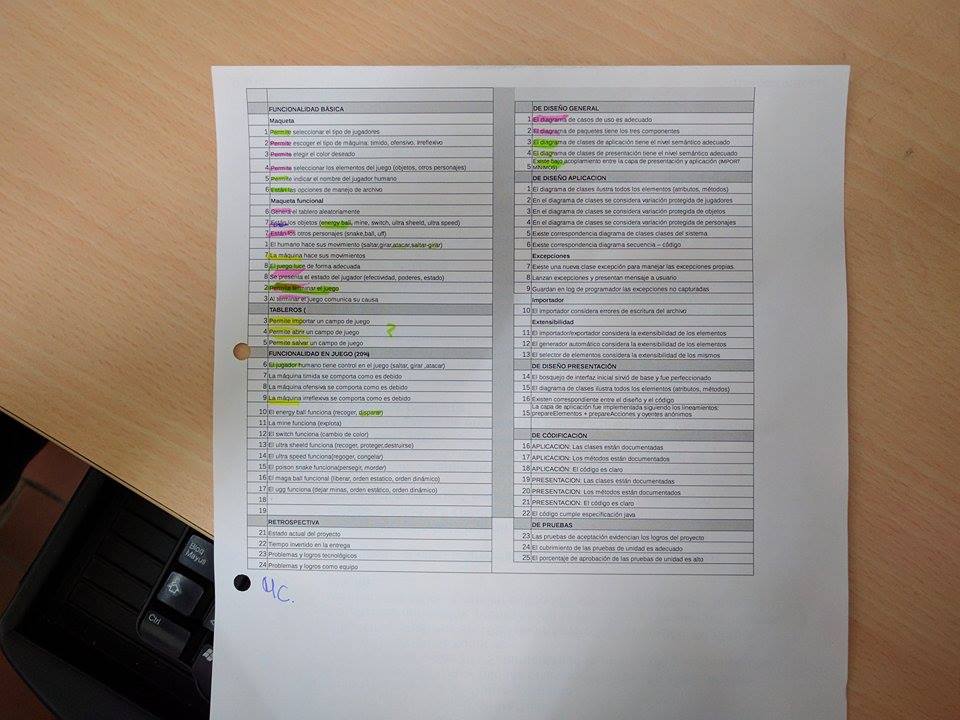 FUNCIONALIDAD BÁSICA
Maqueta
1 Permite seleccionar el tipo de jugadores
2 Permite escoger el tipo de máquina: timido, ofensivo, irreflexivo
3 Permite elegir el color deseado
4 Permite seleccionar los elementos del juego (objetos, otros personajes)
5 Permite indicar el nombre del jugador humano
6 Están las opciones de manejo de archivo
Maqueta funcional
6 Genera el tablero aleatoriamente
7 Están los objetos (energy ball, mine, switch, ultra sheeld, ultra speed)
7 Están los otros personajes (snake,ball, uff)
1 El humano hace sus movimiento (saltar,girar,atacar,saltar-girar)
7 La máquina hace sus movimientos
8 El juego luce de forma adecuada
8 Se presenta el estado del jugador (efectividad, poderes, estado)
2 Permite terminar el juego
3 Al terminar el juego comunica su causa
TABLEROS (
3 Permite importar un campo de juego
4 Permite abrir un campo de juego ?
5 Permite salvar un campo de juego
FUNCIONALIDAD EN JUEGO (20%)
6 El jugador humano tiene control en el juego (saltar, girar ,atacar)
7 La máquina timida se comporta como es debido
8 La máquina ofensiva se comporta como es debido
9 La máquina irreflexiva se comporta como es debido
10 El energy ball funciona (recoger, disparar)
11 La mine funciona (explota)
12 El switch funciona (cambio de color)
13 El ultra sheeld funciona (recoger, proteger,destruirse)
14 El ultra speed funciona(regoger, congelar)
15 El poison snake funciona(persegir, morder)
16 El maga ball funciona (liberar, orden estatico, orden dinámico)
17 El ugg funciona (dejar minas, orden estático, orden dinámico)
18
19
RETROSPECTIVA
21 Estado actual del proyecto
22 Tiempo invertido en la entrega
23 Problemas y logros tecnológicos
24 Problemas y logros como equipo
DE DISEÑO GENERAL
1 El diagrama de casos de uso es adecuado
2 El diagrama de paquetes tiene los tres componentes
3 El diagrama de clases de aplicación tiene el nivel semántico adecuado
4 El diagrama de clases de presentación tiene el nivel semántico adecuado
Existe bajo acoplamiento entre la capa de presentación y aplicación (IMPORT
5 MÍNIMOS)
DE DISEÑO APLICACION
1 El diagrama de clases ilustra todos los elementos (atributos, métodos)
2 En el diagrama de clases se considera variación protegida de jugadores
3 En el diagrama de clases se considera variación protegida de objetos
4 En el diagrama de clases se considera variación protegida de personajes
5 Existe correspondencia diagrama de clases clases del sistema
6 Existe correspondencia diagrama secuencia – código
Excepciones
7 Existe una nueva clase excepción para manejar las excepciones propias.
8 Lanzan excepciones y presentan mensaje a usuario
9 Guardan en log de programador las excepciones no capturadas
Importador
10 El importador considera errores de escritura del archivo
Extensibilidad
11 El importador/exportador considera la extensibilidad de los elementos
12 El generador automático considera la extensibilidad de los elementos
13 El selector de elementos considera la extensibilidad de los mismos
DE DISEÑO PRESENTACIÓN
14 El bosquejo de interfaz inicial sirvió de base y fue perfeccionado
15 El diagrama de clases ilustra todos los elementos (atributos, métodos)
16 Existen correspondiente entre el diseño y el código
La capa de aplicación fue implementada siguiendo los lineamientos:
15 prepareElementos + prepareAcciones y oyentes anónimos
DE CÓDIFICACIÓN
16 APLICACIÓN: Las clases están documentadas
17 APLICACIÓN: Los métodos están documentados
18 APLICACIÓN: El código es claro
19 PRESENTACIÓN: Las clases están documentadas
20 PRESENTACIÓN: Los métodos están documentados
21 PRESENTACIÓN: El código es claro
22 El código cumple especificación java
DE PRUEBAS
23 Las pruebas de aceptación evidencian los logros del proyecto
24 El cubrimiento de las pruebas de unidad es adecuado
25 El porcentaje de aprobación de las pruebas de unidad es alto
Bloq
Mayus
Ctrl